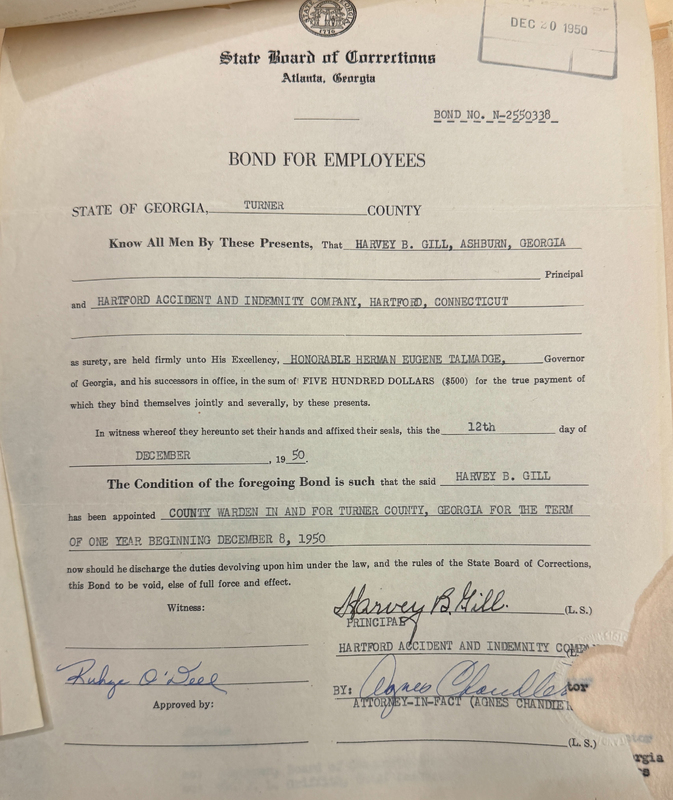 1776
DEC 20 1950
State Board of Corrections
Atlanta, Georgia
BOND NO. N-2550338
BOND FOR EMPLOYEES
STATE OF GEORGIA, TURNER COUNTY
Know All Men By These Presents, That HARVEY B. GILL, ASHBURN, GEORGIA
Principal
and HARTFORD ACCIDENT AND INDEMNITY COMPANY, HARTFORD, CONNECTICUT
as surety, are held firmly unto His Excellency, HONORABLE HERMAN EUGENE TALMADGE, Governor
of Georgia, and his successors in office, in the sum of FIVE HUNDRED DOLLARS ($500) for the true payment of
which they bind themselves jointly and severally, by these presents.
In witness whereof they hereunto set their hands and affixed their seals, this the 12th day of
DECEMBER, 1950.
The Condition of the foregoing Bond is such that the said HARVEY B. GILL
has been appointed COUNTY WARDEN IN AND FOR TURNER COUNTY, GEORGIA FOR THE TERM
OF ONE YEAR BEGINNING DECEMBER 8, 1950
now should be discharge the duties devolving upon him under the law, and the rules of the State Board of Corrections,
this Bond to be void, else of full force and effect.
Witness: Harvey B. Gill. (L.S.)
PRINCIPAL
HARTFORD ACCIDENT AND INDEMNITY COMPA
O'Dell BY: Agnes Chandler tor
Approved by: ATTORNEY-IN-FACT (AGNES CHANDLER
(L.S.)
rgia
s